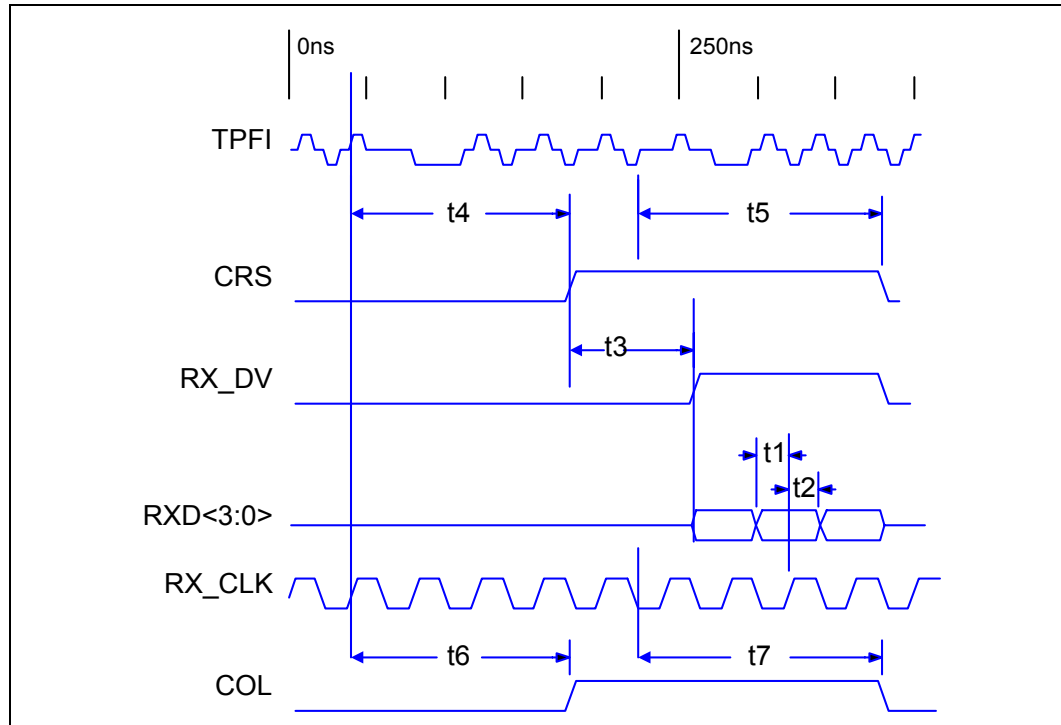 0ns 250ns
TPFI
t4 t5
CRS
t3
RX_DV
t1
t2
RXD<3:0>
RX_CLK
t6 t7
COL